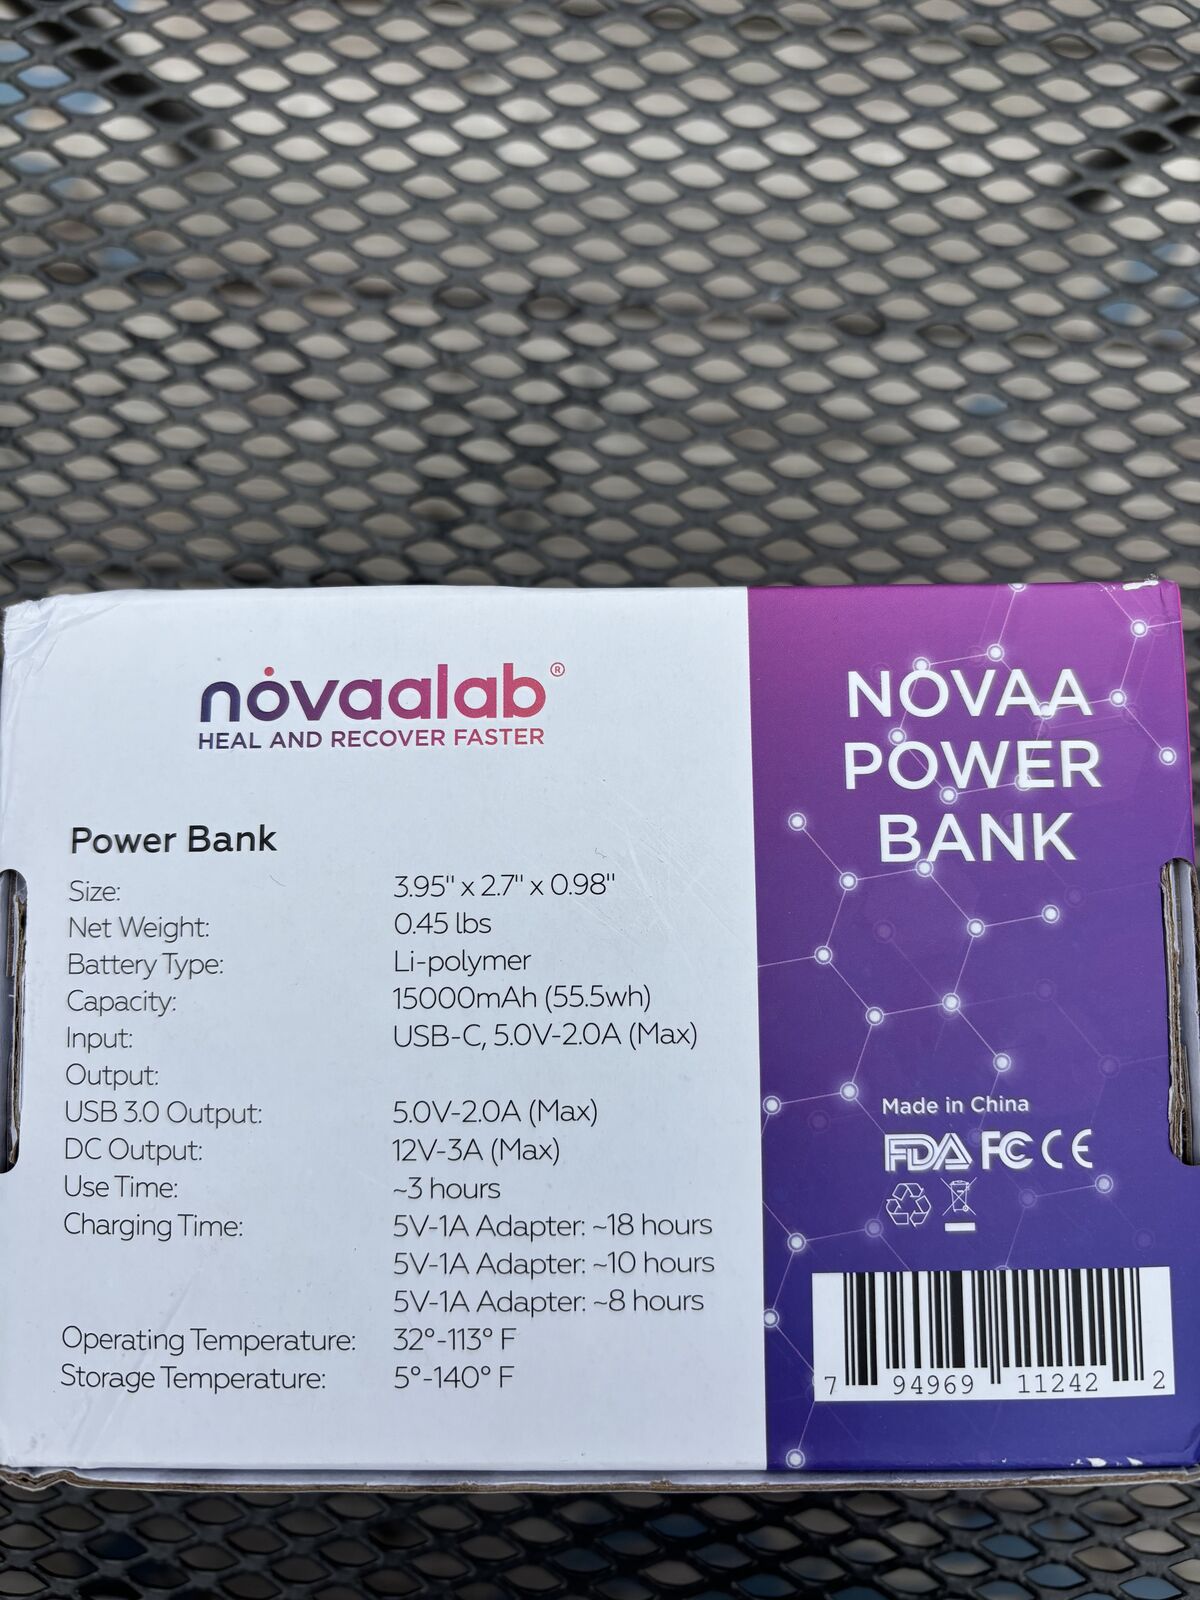 novaalab®
HEAL AND RECOVER FASTER
Power Bank
Size: 3.95" x 2.7" x 0.98"
Net Weight: 0.45 lbs
Battery Type: Li-polymer
Capacity: 15000mAh (55.5wh)
Input: USB-C, 5.0V-2.0A (Max)
Output:
USB 3.0 Output: 5.0V-2.0A (Max)
DC Output: 12V-3A (Max)
Use Time: ~3 hours
Charging Time: 5V-1A Adapter: ~18 hours
5V-1A Adapter: ~10 hours
5V-1A Adapter: ~8 hours
Operating Temperature: 32°-113° F
Storage Temperature: 5°-140° F
NOVAA
POWER
BANK
Made in China
FDA FC CE
7 94969 11242 2